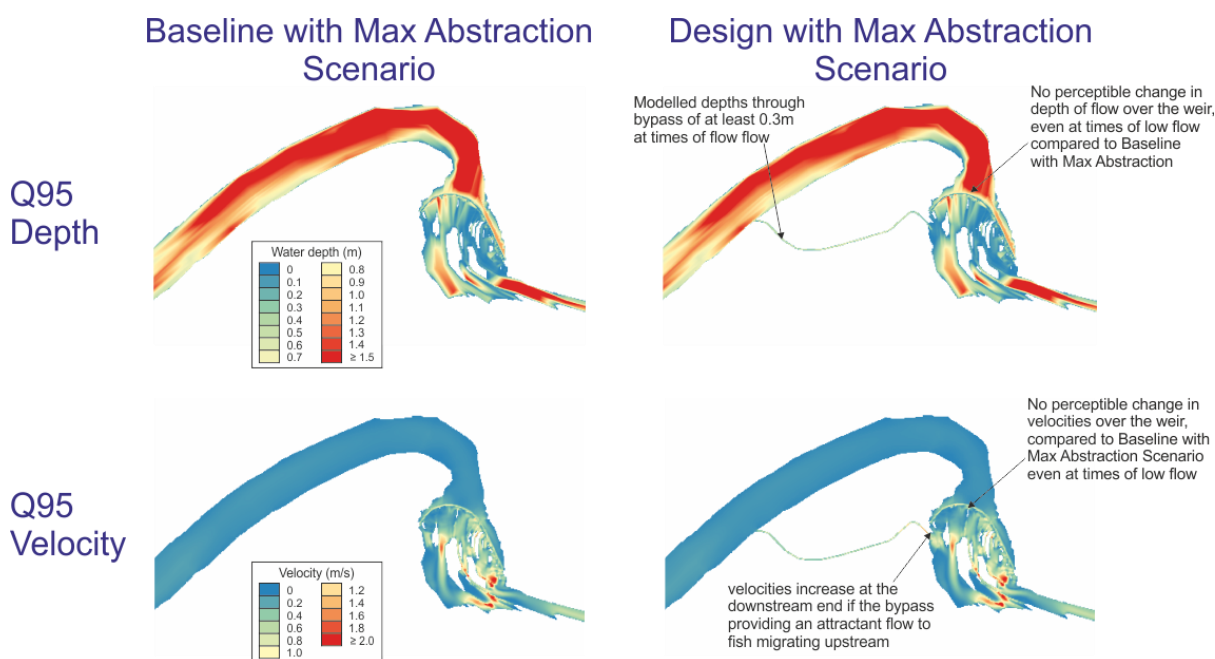 Baseline with Max Abstraction
Scenario
Design with Max Abstraction
Scenario
Q95
Depth
Water depth (m)
0
0.1
0.2
0.3
0.4
0.5
0.6
0.7
0.8
0.9
1.0
1.1
1.2
1.3
1.4
≥ 1.5
Modelled depths through
bypass of at least 0.3m
at times of flow flow
No perceptible change in
depth of flow over the weir,
even at times of low flow
compared to Baseline
with Max Abstraction
Q95
Velocity
Velocity (m/s)
0
0.2
0.4
0.6
0.8
1.0
1.2
1.4
1.6
1.8
≥ 2.0
No perceptible change in
velocities over the weir,
compared to Baseline with
Max Abstraction Scenario
even at times of low flow
velocities increase at the
downstream end if the bypass
providing an attractant flow to
fish migrating upstream